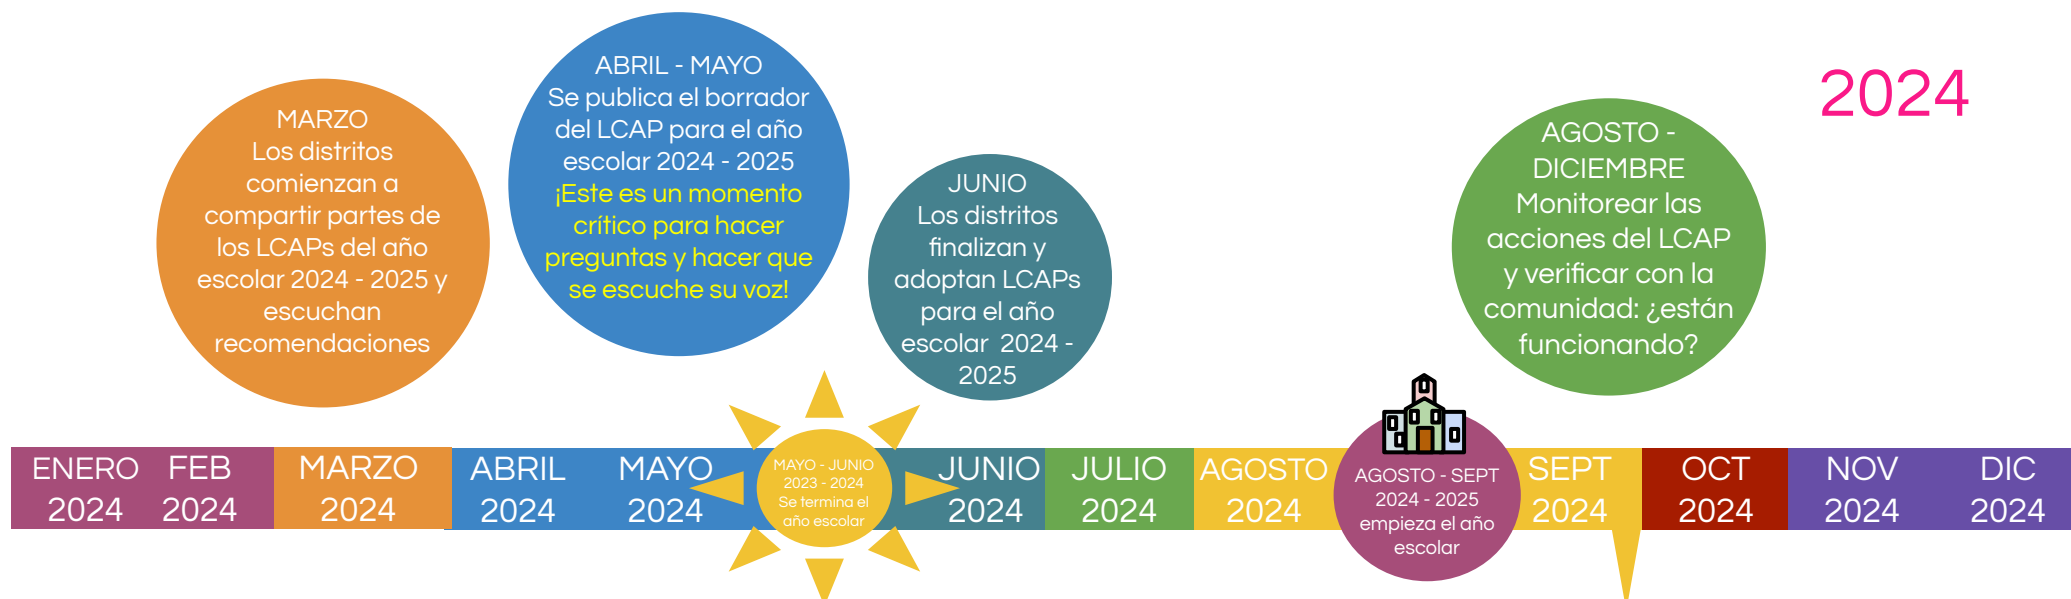 2024
MARZO
Los distritos
comienzan a
compartir partes de
los LCAPs del año
escolar 2024 - 2025 y
escuchan
recomendaciones
ABRIL - MAYO
Se publica el borrador
del LCAP para el año
escolar 2024 - 2025
¡Este es un momento
crítico para hacer
preguntas y hacer que
se escuche su voz!
JUNIO
Los distritos
finalizan y
adoptan LCAPs
para el año
escolar 2024 -
2025
AGOSTO -
DICIEMBRE
Monitorear las
acciones del LCAP
y verificar con la
comunidad: ¿están
funcionando?
ENERO
2024
FEB
2024
MARZO
2024
ABRIL
2024
MAYO
2024
MAYO - JUNIO
2023 - 2024
Se termina el
año escolar
JUNIO
2024
JULIO
2024
AGOSTO
2024
AGOSTO - SEPT
2024 - 2025
empieza el año
escolar
SEPT
2024
OCT
2024
NOV
2024
DIC
2024